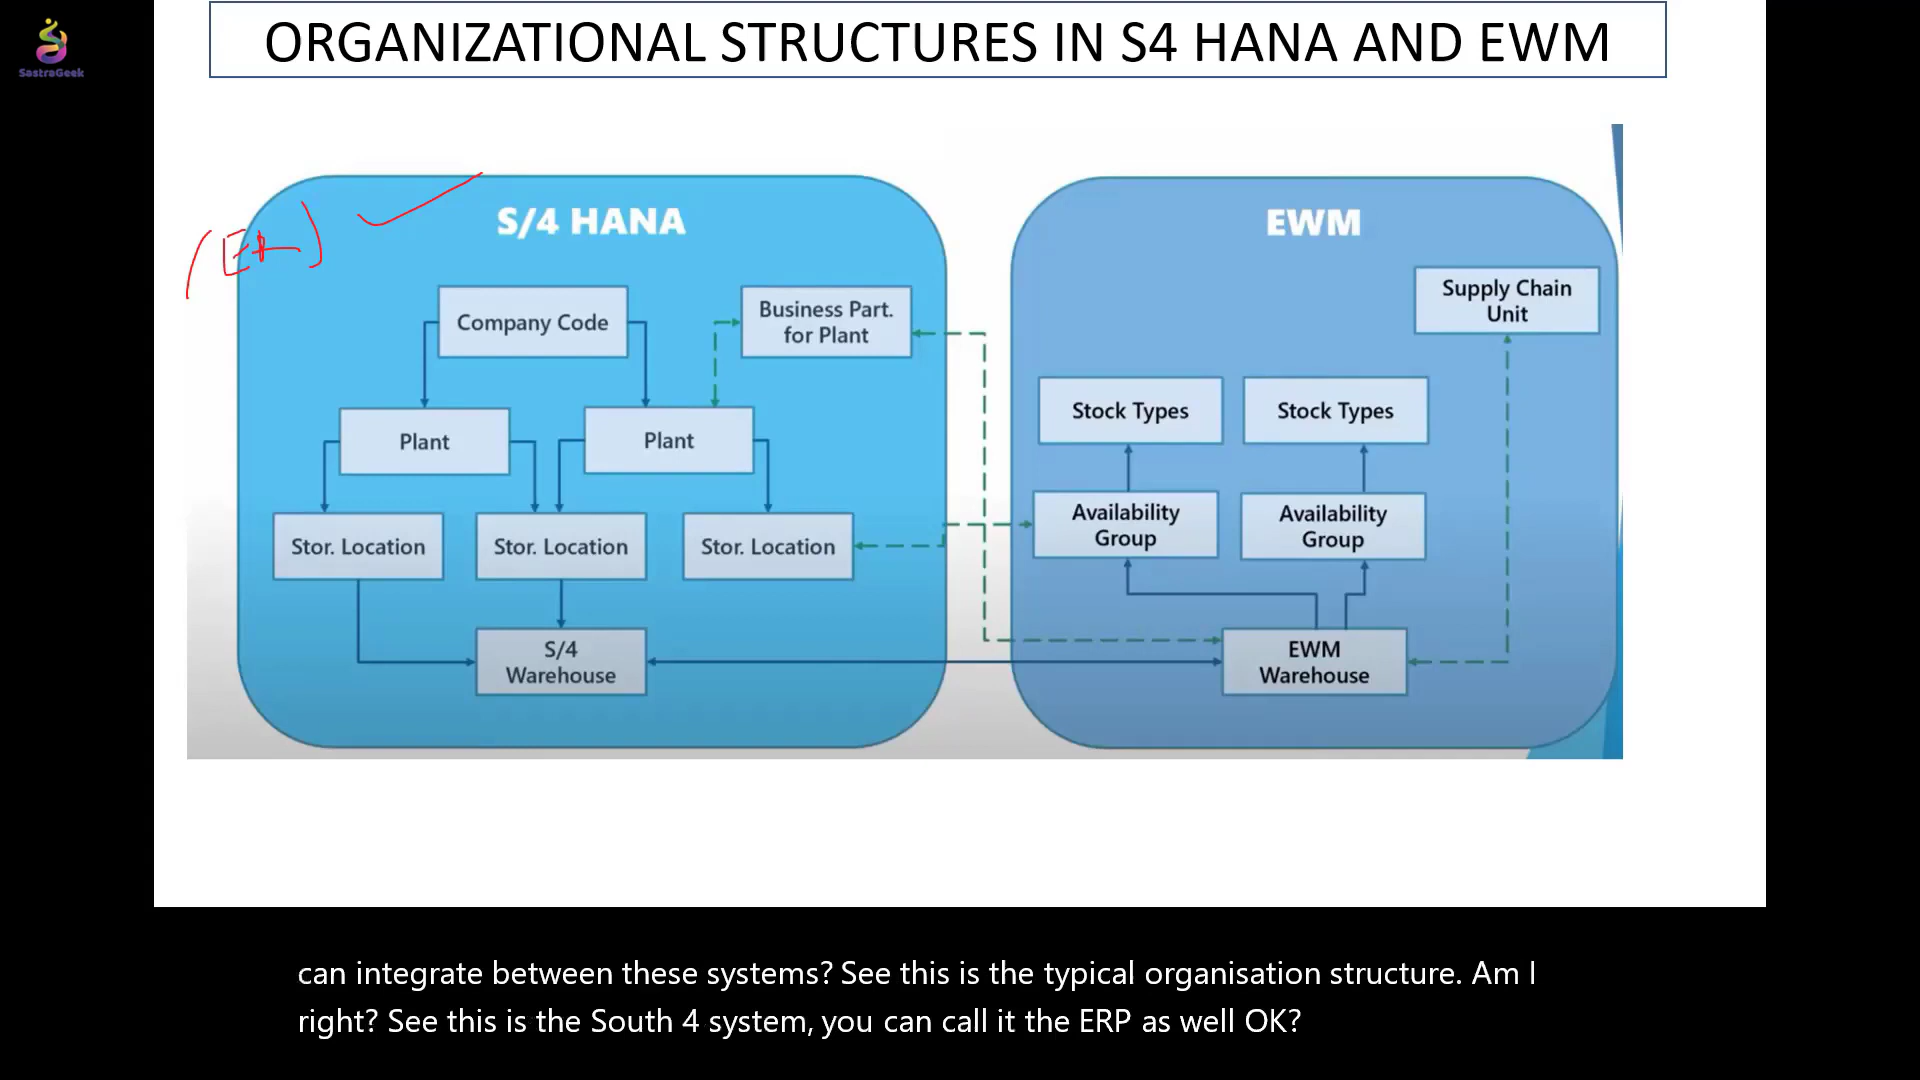 SastraGeek
ORGANIZATIONAL STRUCTURES IN S4 HANA AND EWM
S/4 HANA
EWM
Company Code
Business Part.
for Plant
Supply Chain
Unit
Plant
Plant
Stock Types
Stock Types
Stor. Location
Stor. Location
Stor. Location
Availability
Group
Availability
Group
S/4
Warehouse
EWM
Warehouse
can integrate between these systems? See this is the typical organisation structure. Am I
right? See this is the South 4 system, you can call it the ERP as well OK?